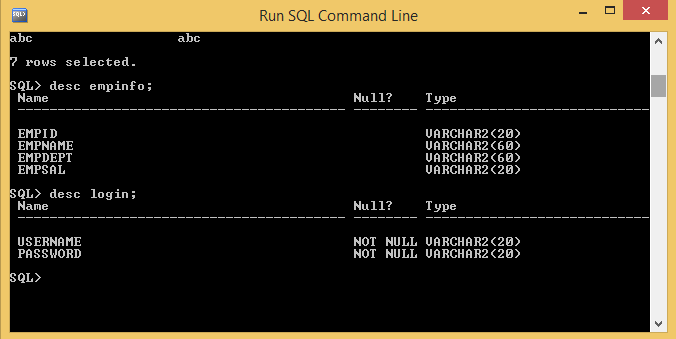 Run SQL Command Line
abc abc
7 rows selected.
SQL> desc empinfo;
Name Null? Type
----------------------------------------- -------- ----------------------------
EMPID VARCHAR2(20)
EMPNAME VARCHAR2(60)
EMPDEPT VARCHAR2(60)
EMPSAL VARCHAR2(20)
SQL> desc login;
Name Null? Type
----------------------------------------- -------- ----------------------------
USERNAME NOT NULL VARCHAR2(20)
PASSWORD NOT NULL VARCHAR2(20)
SQL>